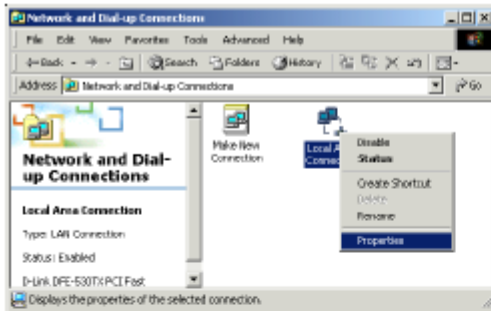 Network and Dial-up Connections
File Edit View Favorites Tools Advanced Help
Back Search Folders History
Address Network and Dial-up Connections Go
Network and Dial-up Connections
Local Area Connection
Type: LAN Connection
Status: Enabled
D-Link DFE-530TX PCI Fast
Make New Connection
Local A
Connec
Disable
Status
Create Shortcut
Delete
Rename
Properties
Displays the properties of the selected connection.